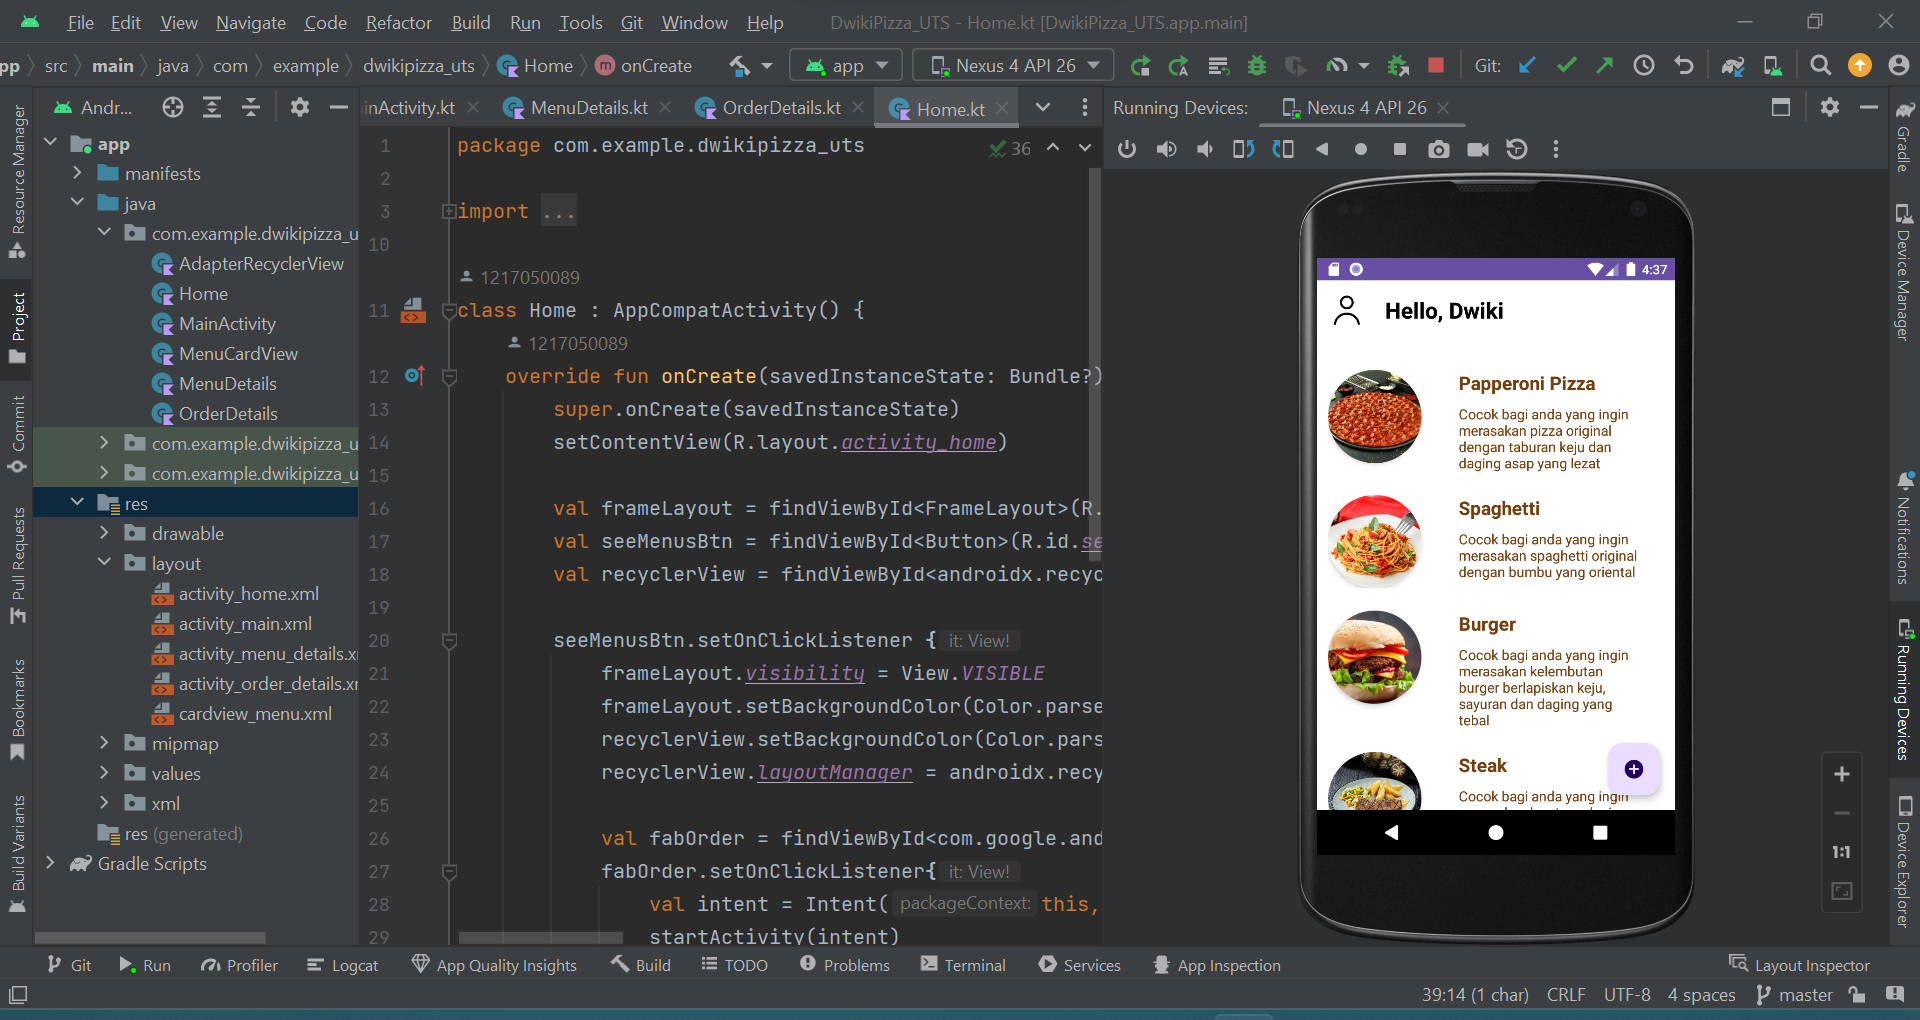 File Edit View Navigate Code Refactor Build Run Tools Git Window Help DwikiPizza_UTS - Home.kt [DwikiPizza_UTS.app.main]
pp src main java com example dwikipizza_uts Home onCreate app Nexus 4 API 26 Git:
Andr... inActivity.kt MenuDetails.kt OrderDetails.kt Home.kt Running Devices: Nexus 4 API 26
Resource Manager
Project
Commit
Pull Requests
Bookmarks
Build Variants
app
manifests
java
com.example.dwikipizza_u
AdapterRecyclerView
Home
MainActivity
MenuCardView
MenuDetails
OrderDetails
com.example.dwikipizza_u
com.example.dwikipizza_u
res
drawable
layout
activity_home.xml
activity_main.xml
activity_menu_details.x
activity_order_details.x
cardview_menu.xml
mipmap
values
xml
res (generated)
Gradle Scripts
36
1 package com.example.dwikipizza_uts
2
3 import ...
10
1217050089
11 class Home : AppCompatActivity() {
1217050089
12 override fun onCreate(savedInstanceState: Bundle?)
13 super.onCreate(savedInstanceState)
14 setContentView(R.layout.activity_home)
15
16 val frameLayout = findViewById<FrameLayout>(R.
17 val seeMenusBtn = findViewById<Button>(R.id.se
18 val recyclerView = findViewById<androidx.recyc
19
20 seeMenusBtn.setOnClickListener { it: View!
21 frameLayout.visibility = View.VISIBLE
22 frameLayout.setBackgroundColor(Color.parse
23 recyclerView.setBackgroundColor(Color.pars
24 recyclerView.layoutManager = androidx.recy
25
26 val fabOrder = findViewById<com.google.and
27 fabOrder.setOnClickListener{ it: View!
28 val intent = Intent( packageContext: this,
29 startActivity(intent)
4:37
Hello, Dwiki
Papperoni Pizza
Cocok bagi anda yang ingin
merasakan pizza original
dengan taburan keju dan
daging asap yang lezat
Spaghetti
Cocok bagi anda yang ingin
merasakan spaghetti original
dengan bumbu yang oriental
Burger
Cocok bagi anda yang ingin
merasakan kelembutan
burger berlapiskan keju,
sayuran dan daging yang
tebal
Steak
Cocok bagi anda yang ingin
1:1
Gradle
Device Manager
Notifications
Running Devices
Device Explorer
Git Run Profiler Logcat App Quality Insights Build TODO Problems Terminal Services App Inspection Layout Inspector
39:14 (1 char) CRLF UTF-8 4 spaces master